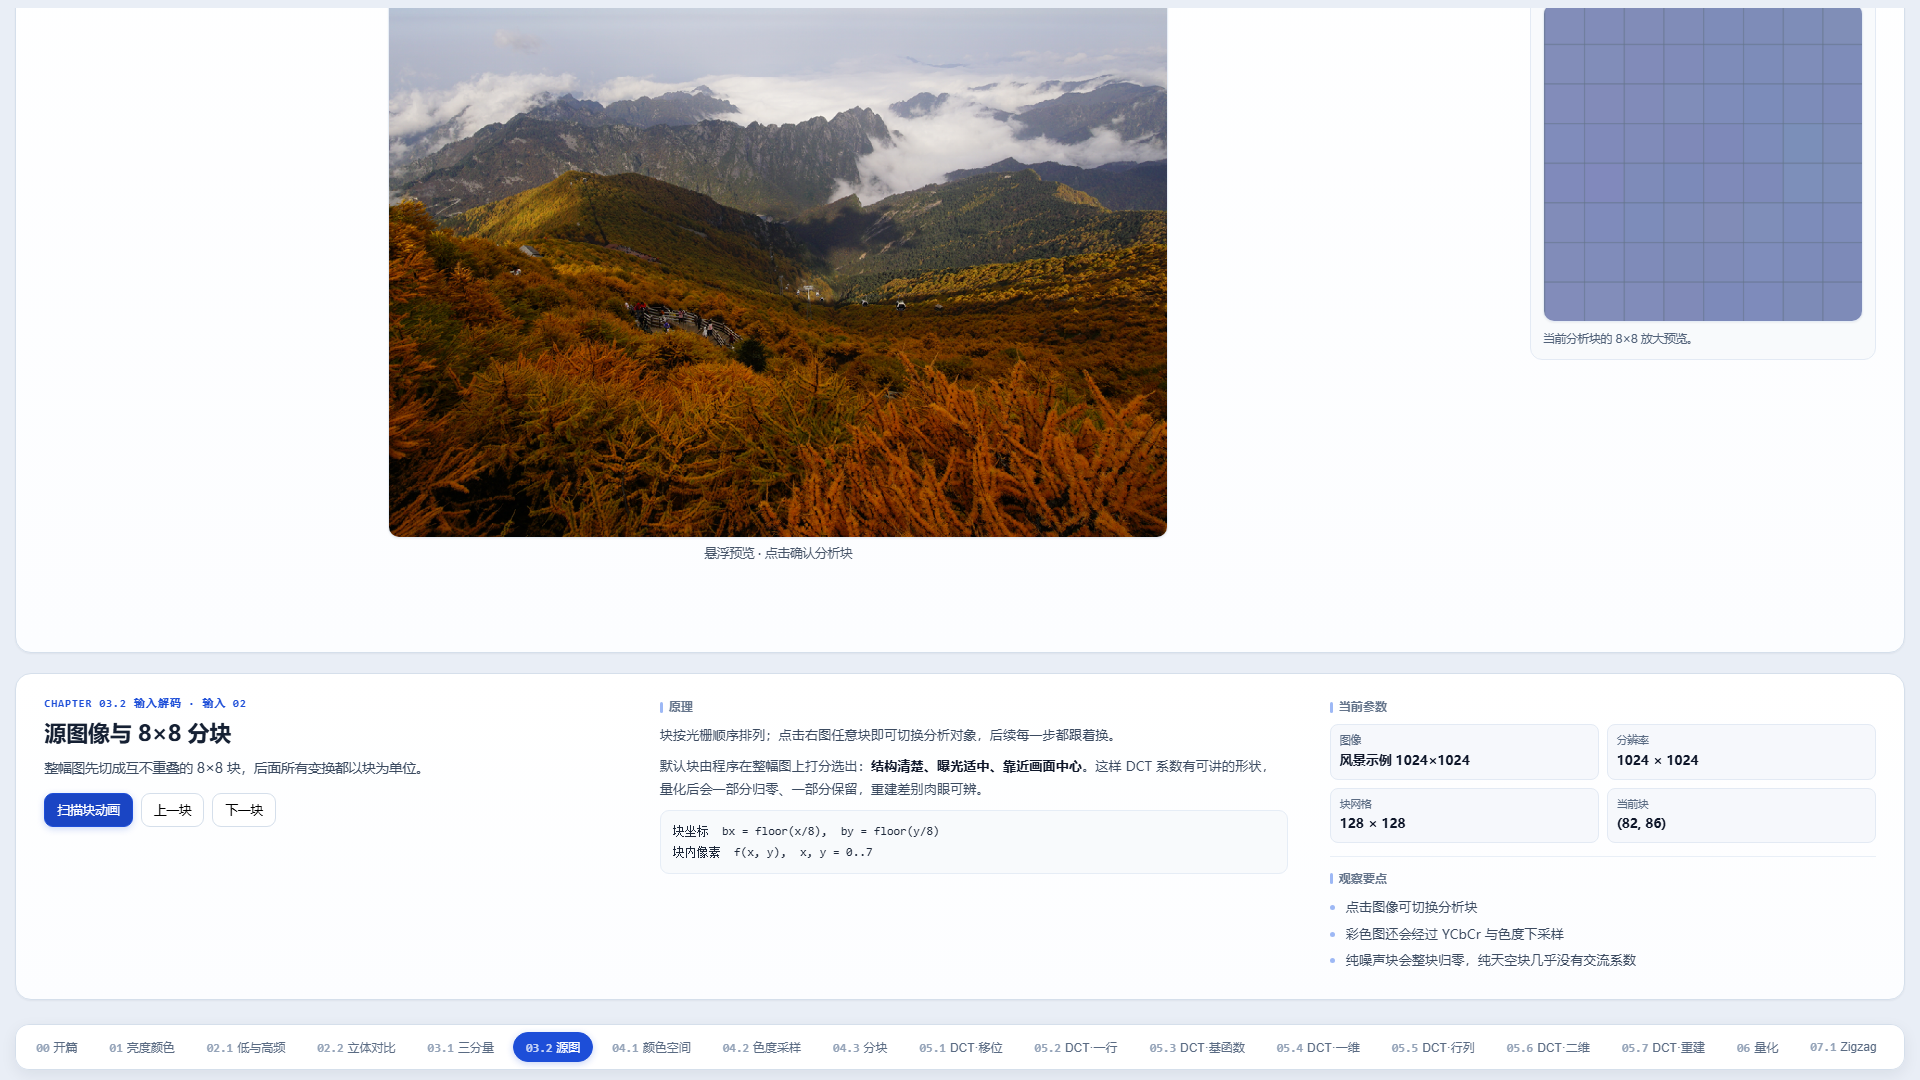 当前分析块的 8×8 放大预览。
悬浮预览 · 点击确认分析块
CHAPTER 03.2 输入解码 · 输入 02
源图像与 8×8 分块
整幅图先切成互不重叠的 8×8 块，后面所有变换都以块为单位。
扫描块动画 上一块 下一块
原理
块按光栅顺序排列；点击右图任意块即可切换分析对象，后续每一步都跟着换。
默认块由程序在整幅图上打分选出：结构清楚、曝光适中、靠近画面中心。这样 DCT 系数有可讲的形状，
量化后会一部分归零、一部分保留，重建差别肉眼可辨。
块坐标 bx = floor(x/8), by = floor(y/8)
块内像素 f(x, y), x, y = 0..7
当前参数
图像
风景示例 1024×1024
分辨率
1024 × 1024
块网格
128 × 128
当前块
(82, 86)
观察要点
点击图像可切换分析块
彩色图还会经过 YCbCr 与色度下采样
纯噪声块会整块归零，纯天空块几乎没有交流系数
00 开篇 01 亮度颜色 02.1 低与高频 02.2 立体对比 03.1 三分量 03.2 源图 04.1 颜色空间 04.2 色度采样 04.3 分块 05.1 DCT·移位 05.2 DCT·一行 05.3 DCT·基函数 05.4 DCT·一维 05.5 DCT·行列 05.6 DCT·二维 05.7 DCT·重建 06 量化 07.1 Zigzag